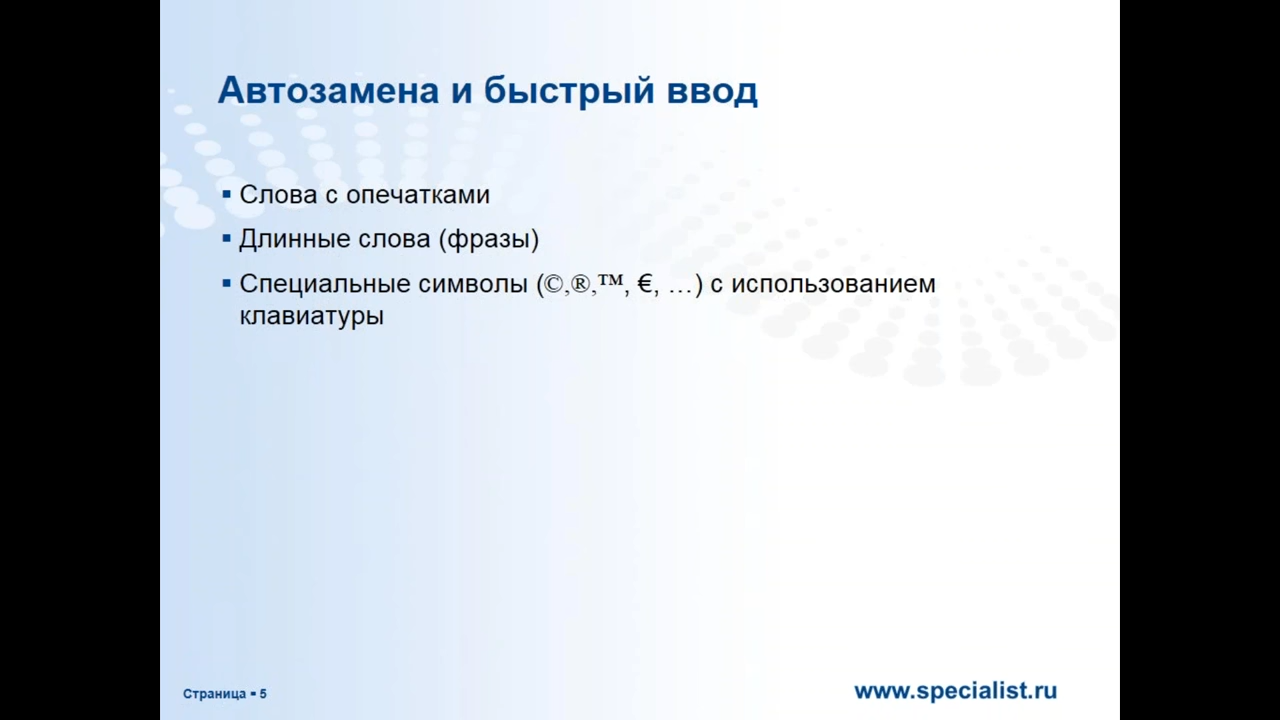 Автозамена и быстрый ввод
▪ Слова с опечатками
▪ Длинные слова (фразы)
▪ Специальные символы (©,®,™, €, …) с использованием
клавиатуры
Страница ▪ 5
www.specialist.ru